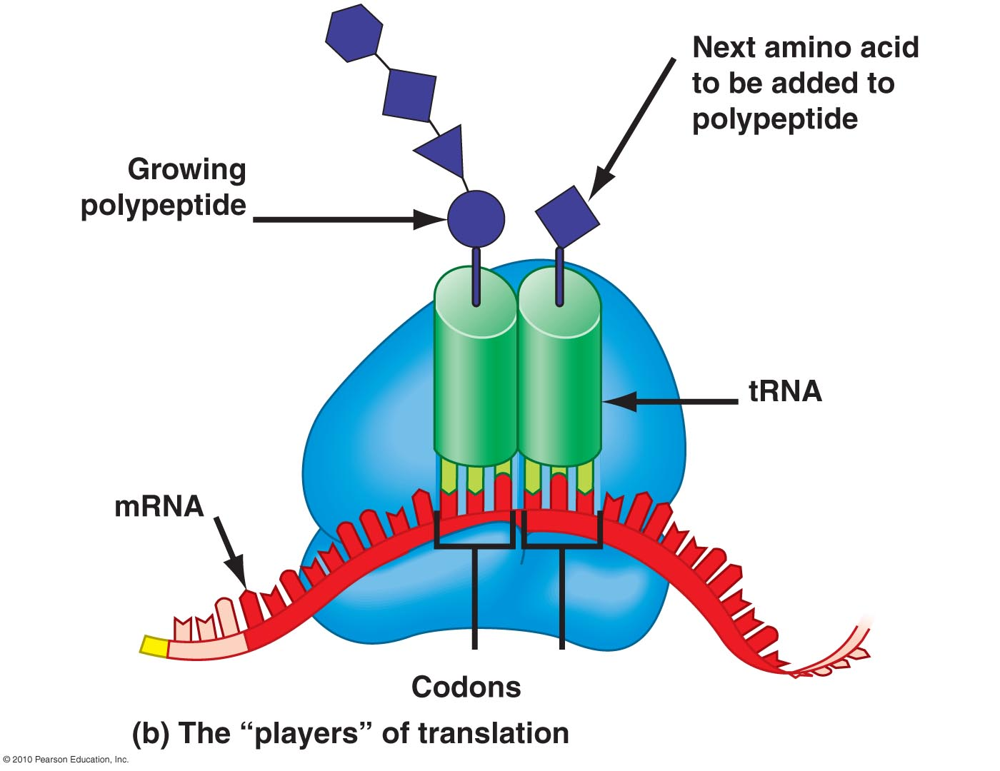 Next amino acid
to be added to
polypeptide
Growing
polypeptide
tRNA
mRNA
Codons
(b) The “players” of translation
© 2010 Pearson Education, Inc.